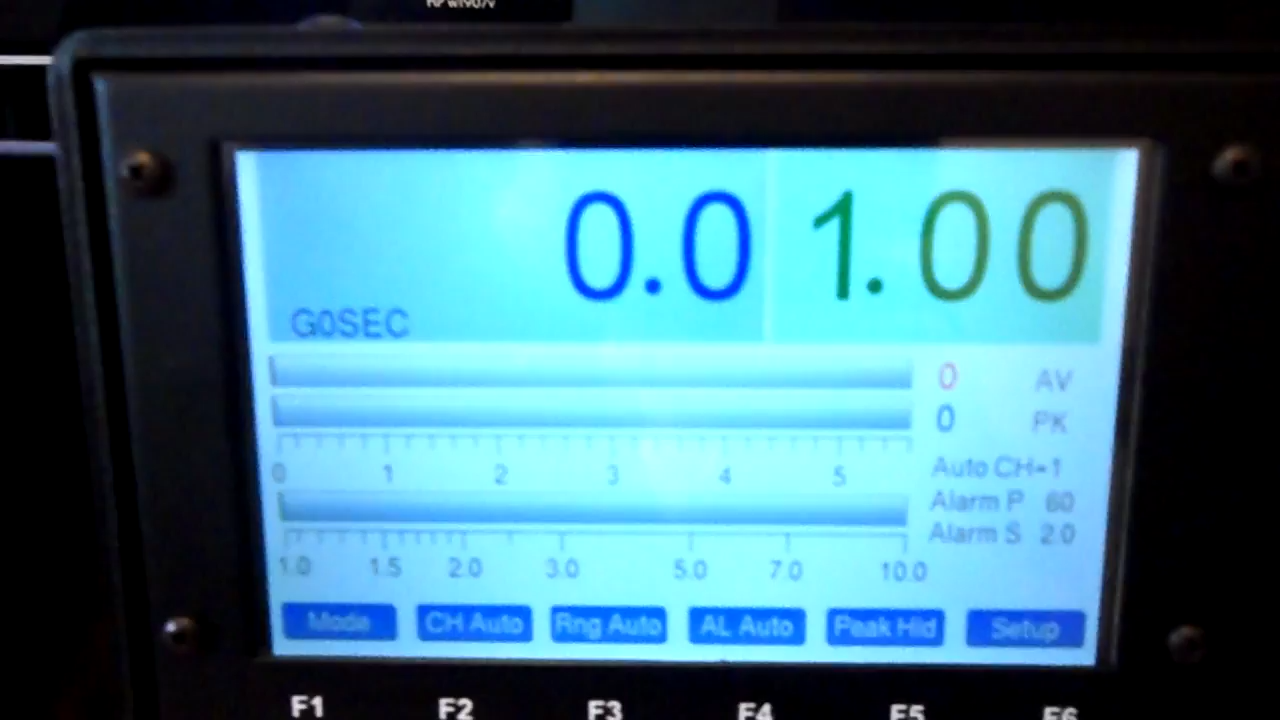 0.0 1.00
G0SEC
0 AV
0 PK
0 1 2 3 4 5
Auto CH-1
Alarm P 60
Alarm S 2.0
1.0 1.5 2.0 3.0 5.0 7.0 10.0
Mode CH Auto Rng Auto AL Auto Peak Hld Setup
F1 F2 F3 F4 F5 F6